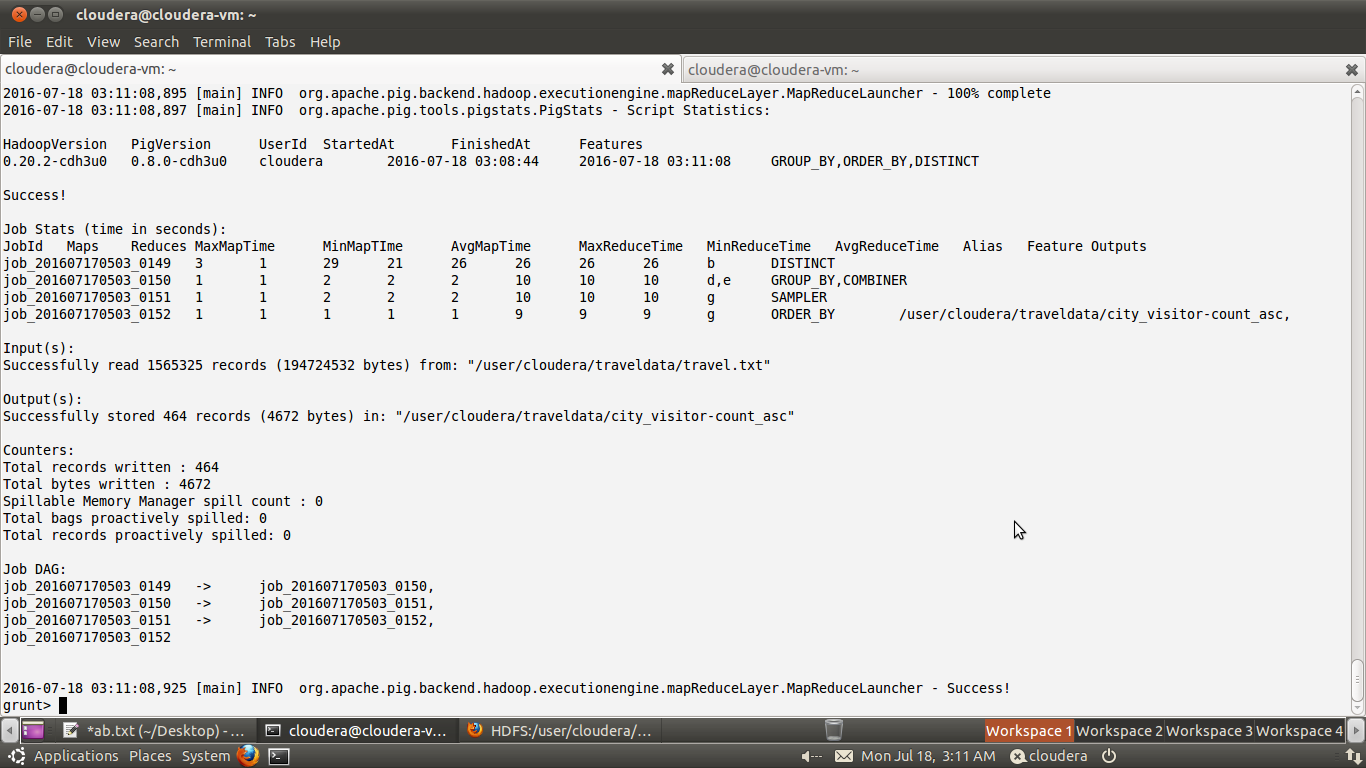 cloudera@cloudera-vm: ~
File Edit View Search Terminal Tabs Help
cloudera@cloudera-vm: ~ cloudera@cloudera-vm: ~
2016-07-18 03:11:08,895 [main] INFO  org.apache.pig.backend.hadoop.executionengine.mapReduceLayer.MapReduceLauncher - 100% complete
2016-07-18 03:11:08,897 [main] INFO  org.apache.pig.tools.pigstats.PigStats - Script Statistics:
HadoopVersion PigVersion UserId StartedAt FinishedAt Features
0.20.2-cdh3u0 0.8.0-cdh3u0 cloudera 2016-07-18 03:08:44 2016-07-18 03:11:08 GROUP_BY,ORDER_BY,DISTINCT
Success!
Job Stats (time in seconds):
JobId Maps Reduces MaxMapTime MinMapTIme AvgMapTime MaxReduceTime MinReduceTime AvgReduceTime Alias Feature Outputs
job_201607170503_0149 3 1 29 21 26 26 26 26 b DISTINCT
job_201607170503_0150 1 1 2 2 2 10 10 10 d,e GROUP_BY,COMBINER
job_201607170503_0151 1 1 2 2 2 10 10 10 g SAMPLER
job_201607170503_0152 1 1 1 1 1 9 9 9 g ORDER_BY /user/cloudera/traveldata/city_visitor-count_asc,
Input(s):
Successfully read 1565325 records (194724532 bytes) from: "/user/cloudera/traveldata/travel.txt"
Output(s):
Successfully stored 464 records (4672 bytes) in: "/user/cloudera/traveldata/city_visitor-count_asc"
Counters:
Total records written : 464
Total bytes written : 4672
Spillable Memory Manager spill count : 0
Total bags proactively spilled: 0
Total records proactively spilled: 0
Job DAG:
job_201607170503_0149 -> job_201607170503_0150,
job_201607170503_0150 -> job_201607170503_0151,
job_201607170503_0151 -> job_201607170503_0152,
job_201607170503_0152
2016-07-18 03:11:08,925 [main] INFO  org.apache.pig.backend.hadoop.executionengine.mapReduceLayer.MapReduceLauncher - Success!
grunt>
*ab.txt (~/Desktop) - ... cloudera@cloudera-v... HDFS:/user/cloudera/... Workspace 1 Workspace 2 Workspace 3 Workspace 4
Applications Places System Mon Jul 18, 3:11 AM cloudera